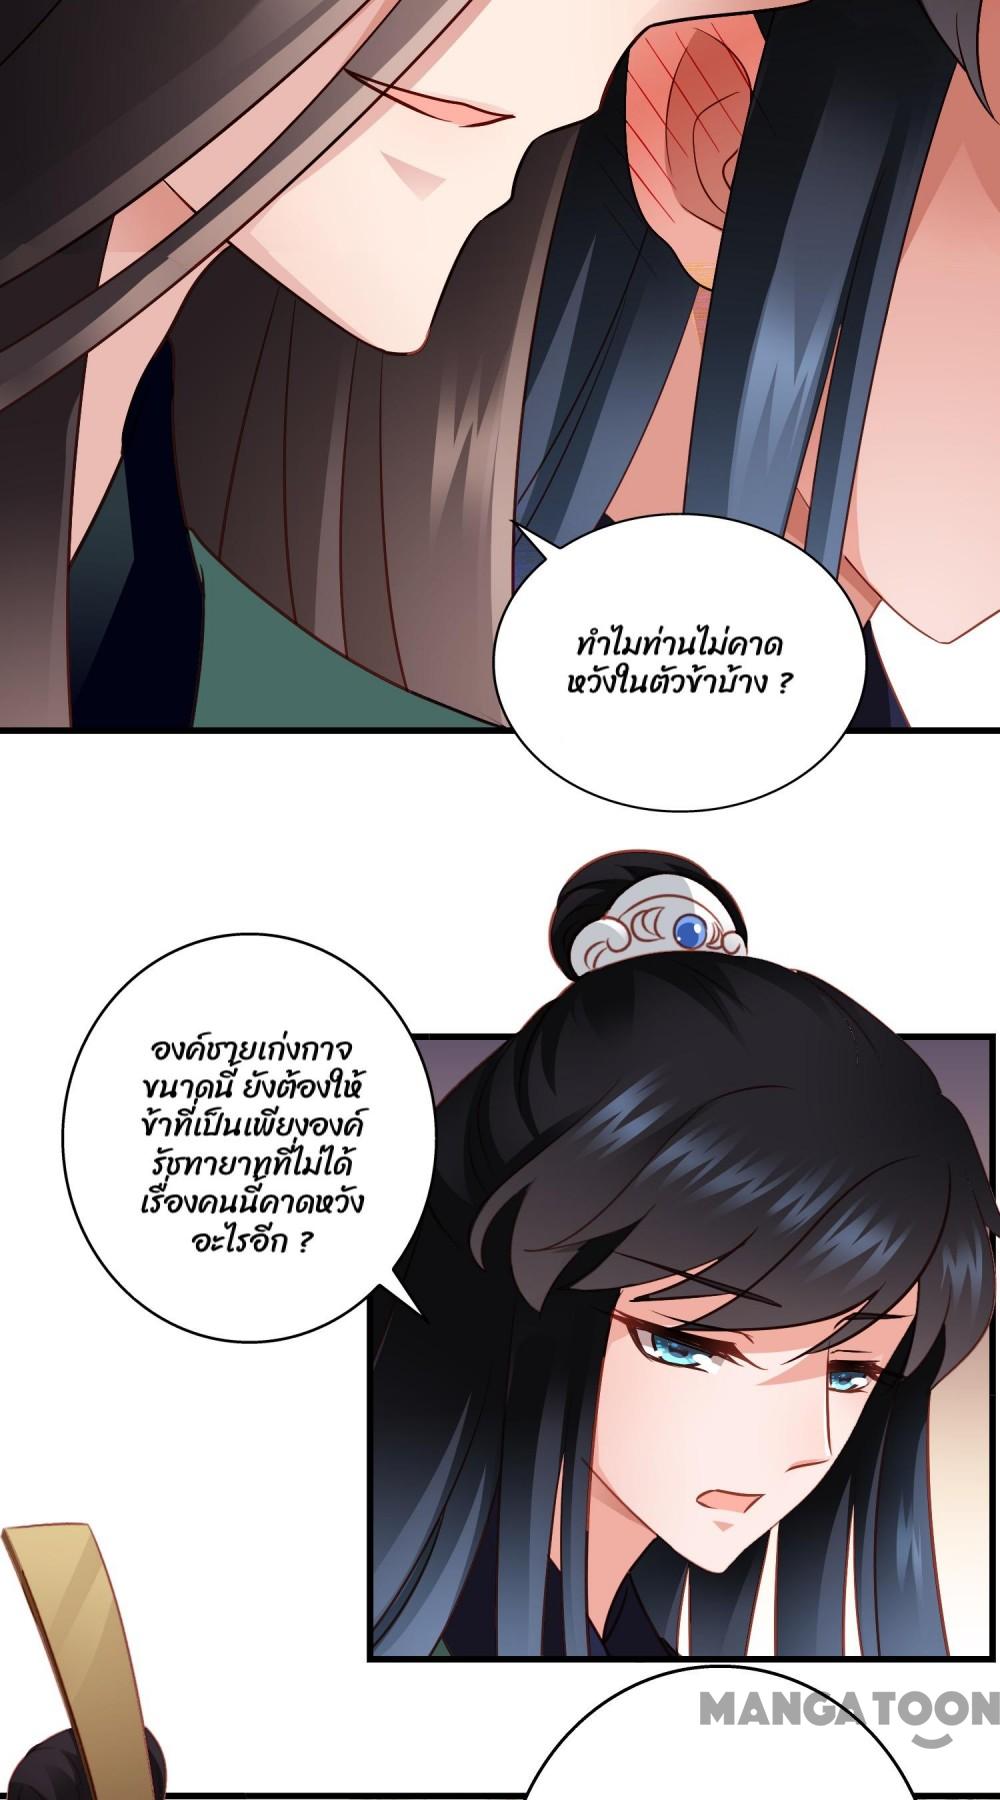 ทำไมท่านไม่คาด
หวังในตัวข้าบ้าง ?
องค์ชายเก่งกาจ
ขนาดนี้ ยังต้องให้
ข้าที่เป็นเพียงองค์
รัชทายาทที่ไม่ได้
เรื่องคนนี้คาดหวัง
อะไรอีก ?
MANGATOON